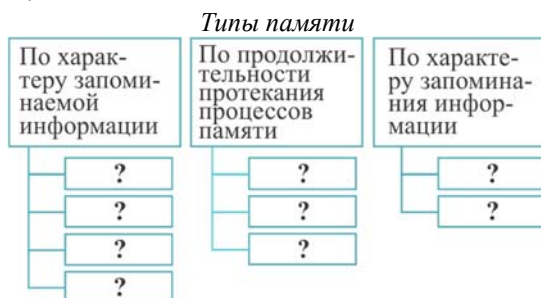 Типы памяти
По харак-
теру запоми-
наемой
информации
?
?
?
?
По продолжи-
тельности
протекания
процессов
памяти
?
?
?
По характе-
ру запомина-
ния инфор-
мации
?
?